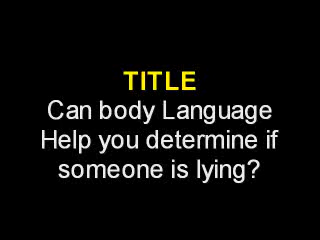 TITLE
Can body Language
Help you determine if
someone is lying?